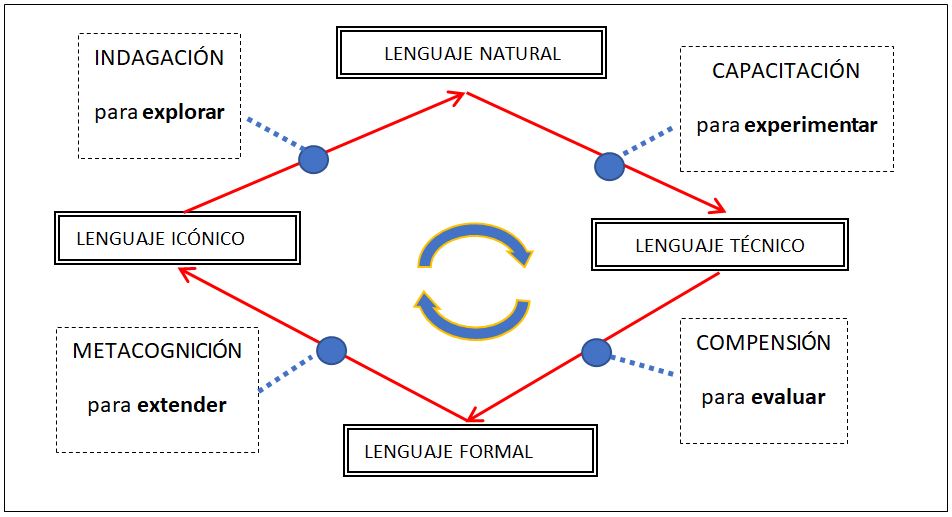 LENGUAJE NATURAL
INDAGACIÓN
para explorar
CAPACITACIÓN
para experimentar
LENGUAJE ICÓNICO
LENGUAJE TÉCNICO
METACOGNICIÓN
para extender
COMPENSIÓN
para evaluar
LENGUAJE FORMAL